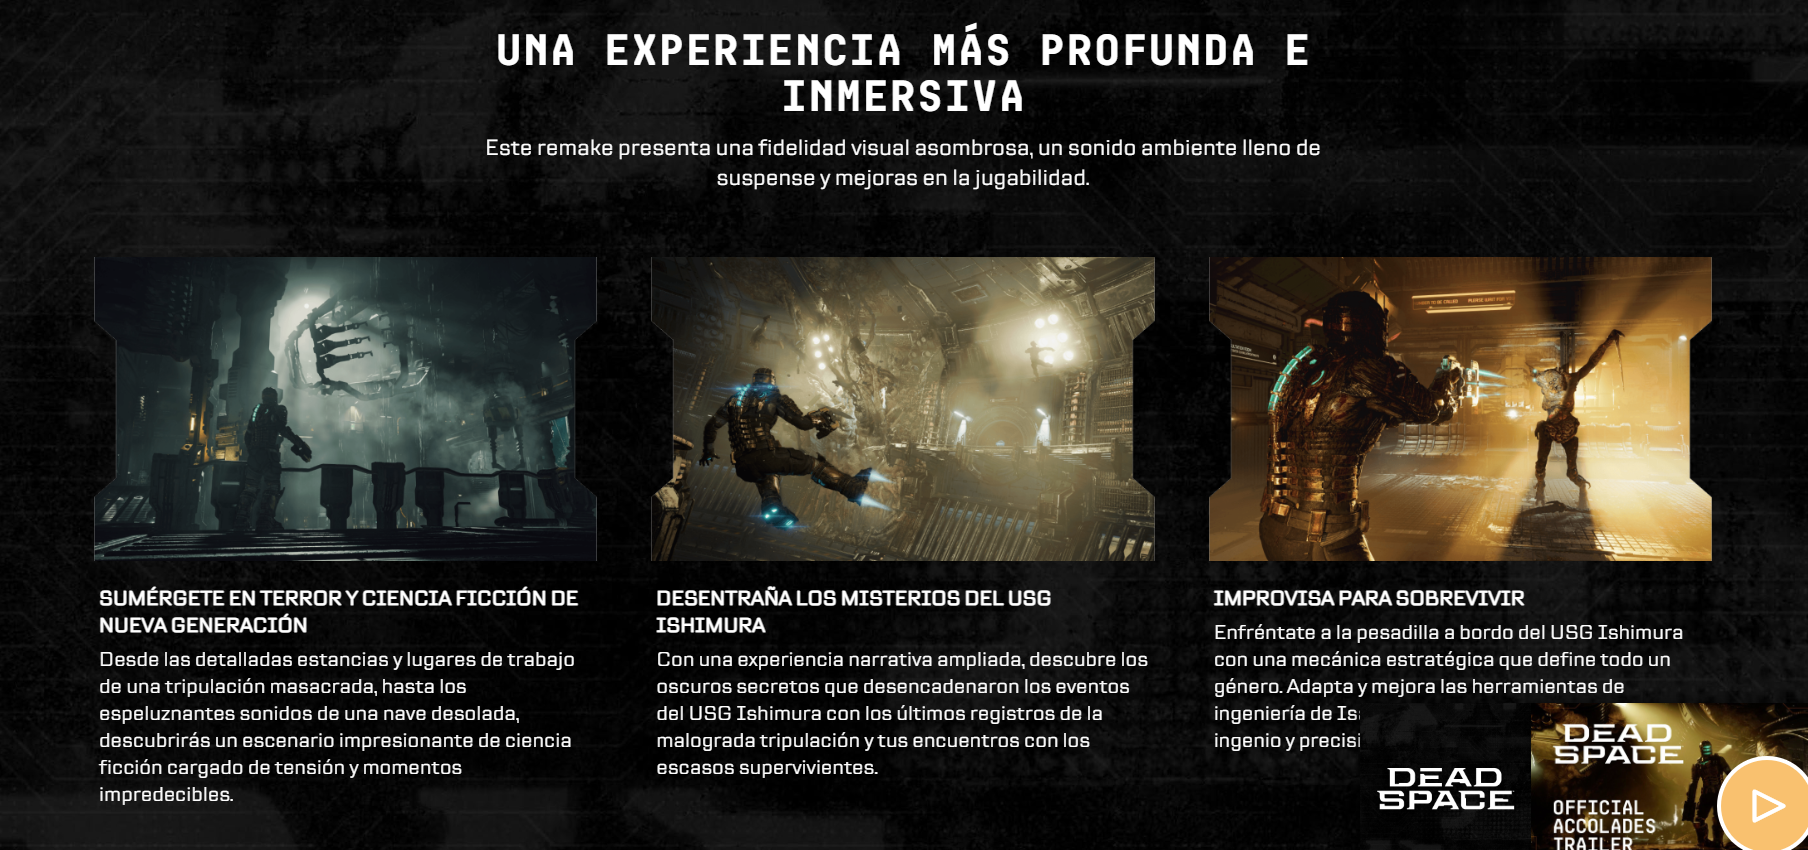 UNA EXPERIENCIA MÁS PROFUNDA E
INMERSIVA
Este remake presenta una fidelidad visual asombrosa, un sonido ambiente lleno de
suspense y mejoras en la jugabilidad.
SUMÉRGETE EN TERROR Y CIENCIA FICCIÓN DE
NUEVA GENERACIÓN
Desde las detalladas estancias y lugares de trabajo
de una tripulación masacrada, hasta los
espeluznantes sonidos de una nave desolada,
descubrirás un escenario impresionante de ciencia
ficción cargado de tensión y momentos
impredecibles.
DESENTRAÑA LOS MISTERIOS DEL USG
ISHIMURA
Con una experiencia narrativa ampliada, descubre los
oscuros secretos que desencadenaron los eventos
del USG Ishimura con los últimos registros de la
malograda tripulación y tus encuentros con los
escasos supervivientes.
IMPROVISA PARA SOBREVIVIR
Enfréntate a la pesadilla a bordo del USG Ishimura
con una mecánica estratégica que define todo un
género. Adapta y mejora las herramientas de
ingeniería de
ingenio y
DEAD
SPACE
DEAD
SPACE
OFFICIAL
ACCOLADES
TRAILER